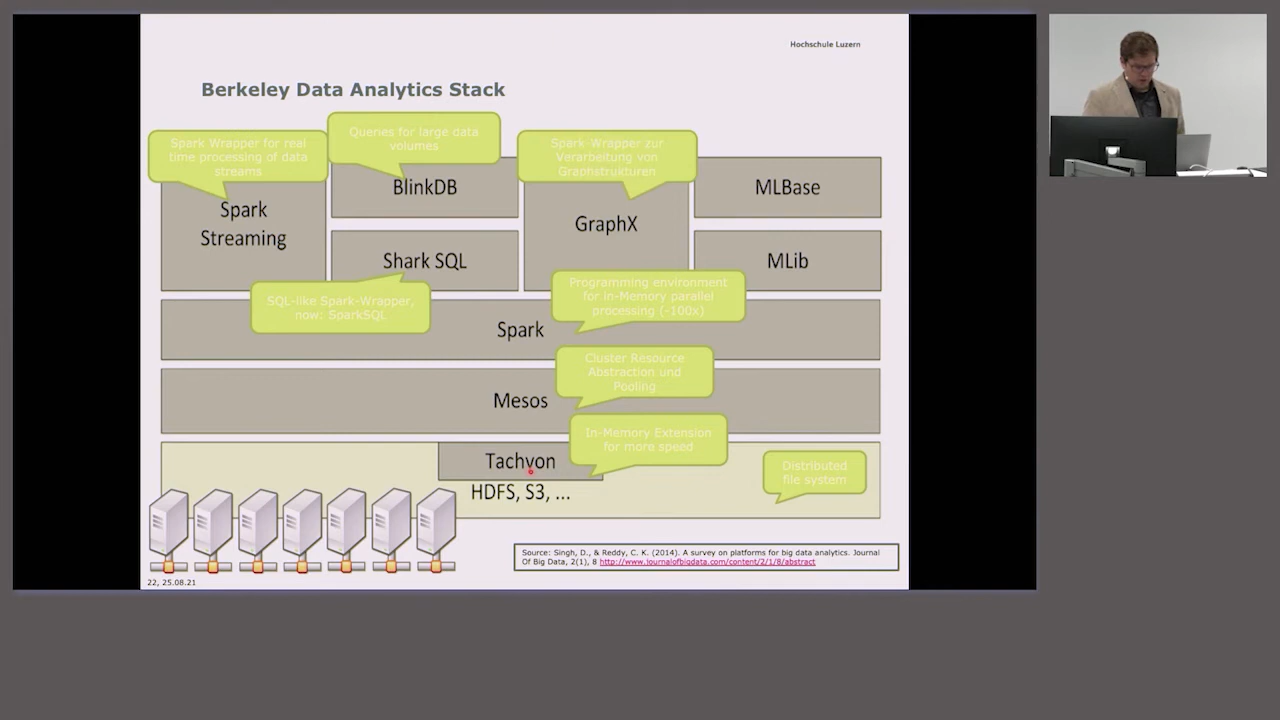 Hochschule Luzern
Berkeley Data Analytics Stack
Spark Wrapper for real
time processing of data
streams
Queries for large data
volumes
Spark-Wrapper zur
Verarbeitung von
Graphstrukturen
Spark
Streaming
BlinkDB
GraphX
MLBase
Shark SQL
MLib
SQL-like Spark-Wrapper,
now: SparkSQL
Programming environment
for In-Memory parallel
processing (-100x)
Spark
Cluster Resource
Abstraction und
Pooling
Mesos
In-Memory Extension
for more speed
Tachyon
HDFS, S3, ...
Distributed
file system
Source: Singh, D., & Reddy, C. K. (2014). A survey on platforms for big data analytics. Journal
Of Big Data, 2(1), 8 http://www.journalofbigdata.com/content/2/1/8/abstract
22, 25.08.21